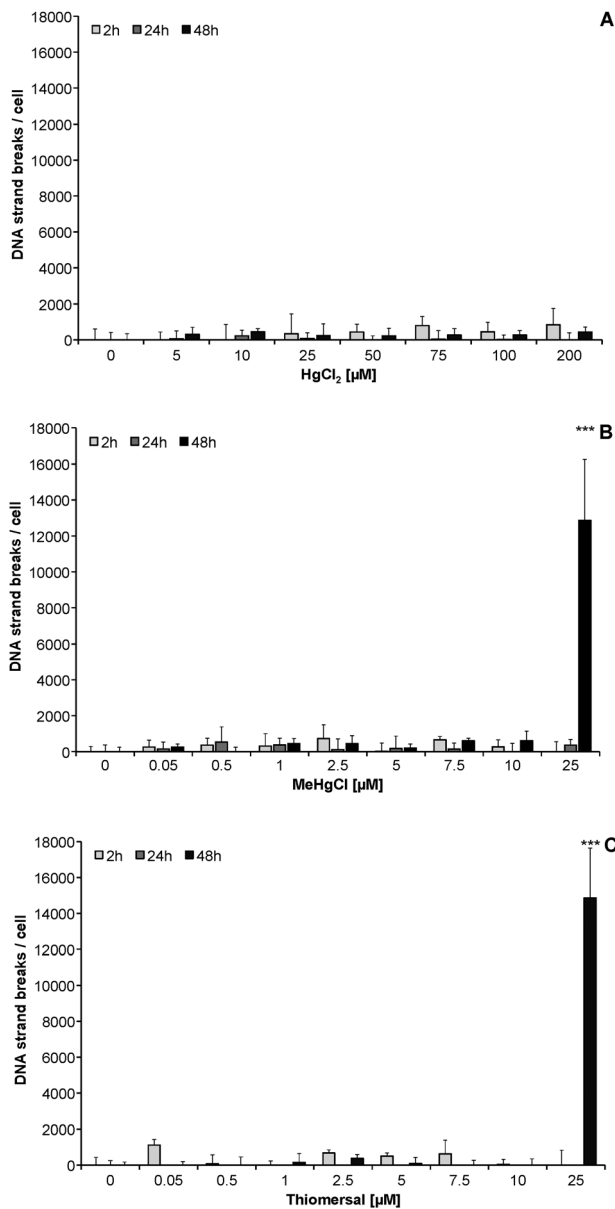 A
2h 24h 48h
DNA strand breaks / cell
18000
16000
14000
12000
10000
8000
6000
4000
2000
0
0 5 10 25 50 75 100 200
HgCl₂ [µM]
*** B
2h 24h 48h
DNA strand breaks / cell
18000
16000
14000
12000
10000
8000
6000
4000
2000
0
0 0.05 0.5 1 2.5 5 7.5 10 25
MeHgCl [µM]
*** C
2h 24h 48h
DNA strand breaks / cell
18000
16000
14000
12000
10000
8000
6000
4000
2000
0
0 0.05 0.5 1 2.5 5 7.5 10 25
Thiomersal [µM]